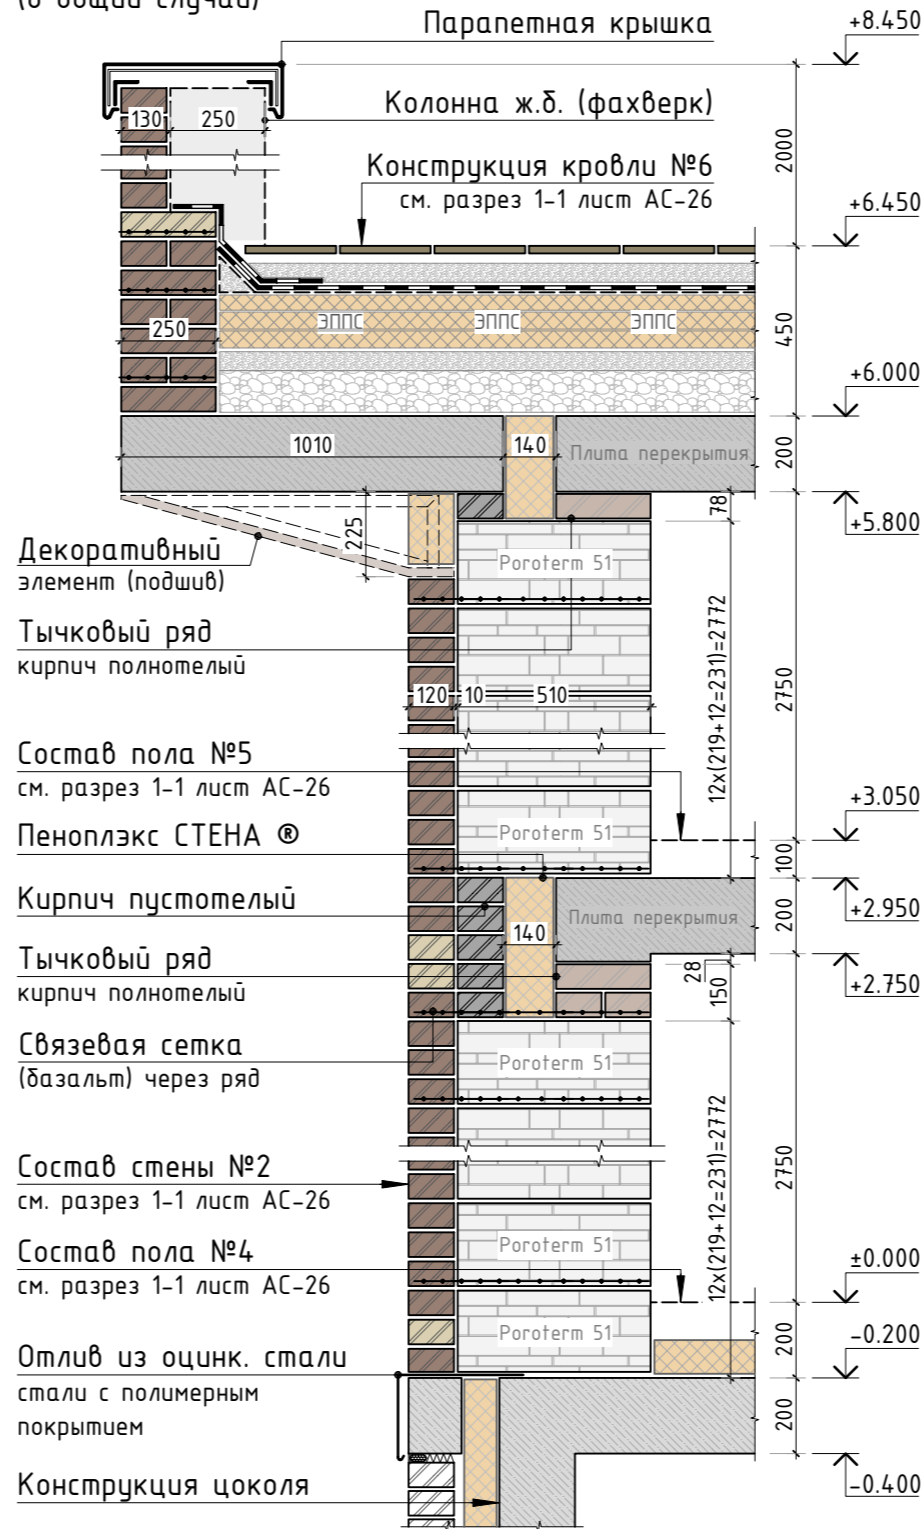 (в общий случай)
Парапетная крышка
+8.450
130
250
Колонна ж.б. (фахверк)
2000
Конструкция кровли №6
см. разрез 1-1 лист АС-26
+6.450
250
ЭППС
ЭППС
ЭППС
450
+6.000
1010
140
Плита перекрытия
200
78
+5.800
225
Декоративный
элемент (подшив)
Poroterm 51
Тычковый ряд
кирпич полнотелый
120
10
510
12х(219+12=231)=2772
2750
Состав пола №5
см. разрез 1-1 лист АС-26
+3.050
Пеноплэкс СТЕНА ®
Poroterm 51
100
Кирпич пустотелый
Плита перекрытия
200
+2.950
140
Тычковый ряд
кирпич полнотелый
28
150
+2.750
Связевая сетка
(базальт) через ряд
Poroterm 51
12х(219+12=231)=2772
2750
Состав стены №2
см. разрез 1-1 лист АС-26
Состав пола №4
см. разрез 1-1 лист АС-26
Poroterm 51
±0.000
Poroterm 51
200
-0.200
Отлив из оцинк. стали
стали с полимерным
покрытием
200
Конструкция цоколя
-0.400